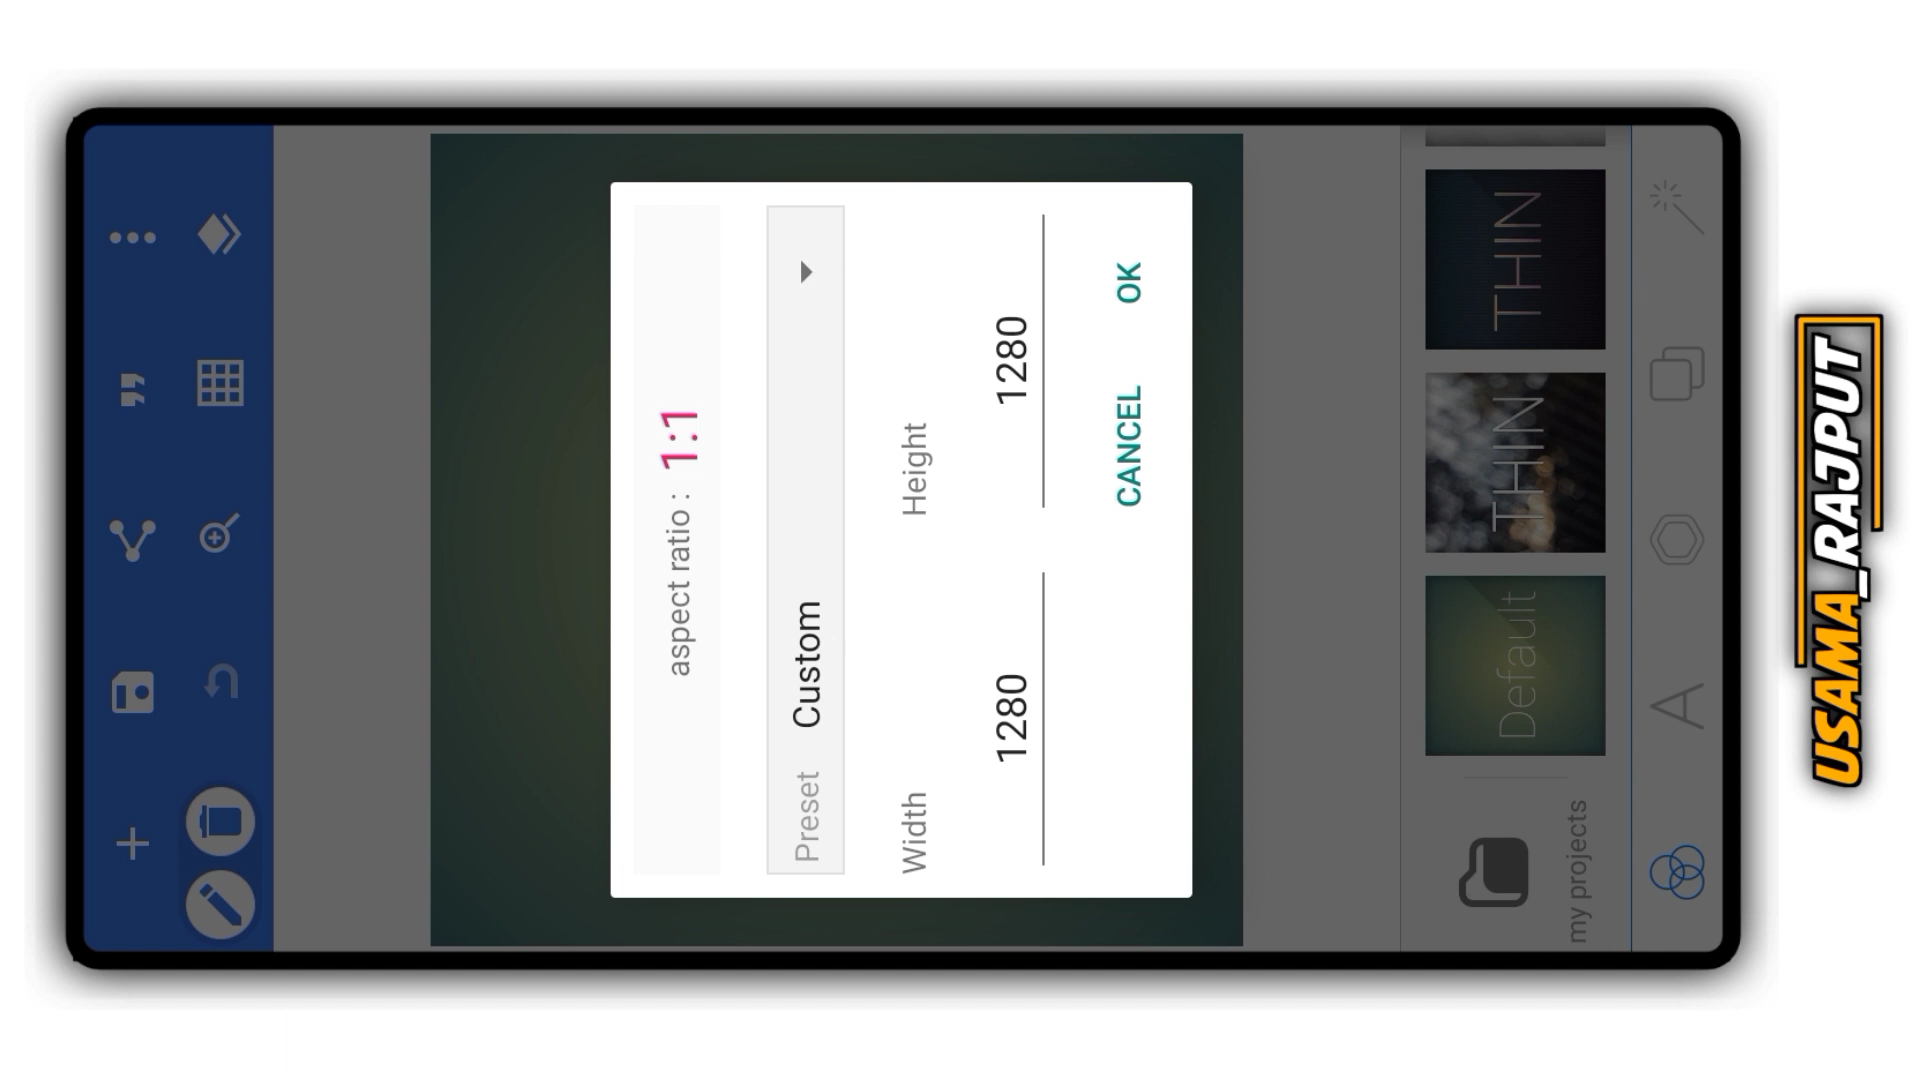 aspect ratio : 1:1
Preset Custom
Width Height
1280 1280
CANCEL OK
my projects
Default
THIN
THIN
USAMA_RAJPUT